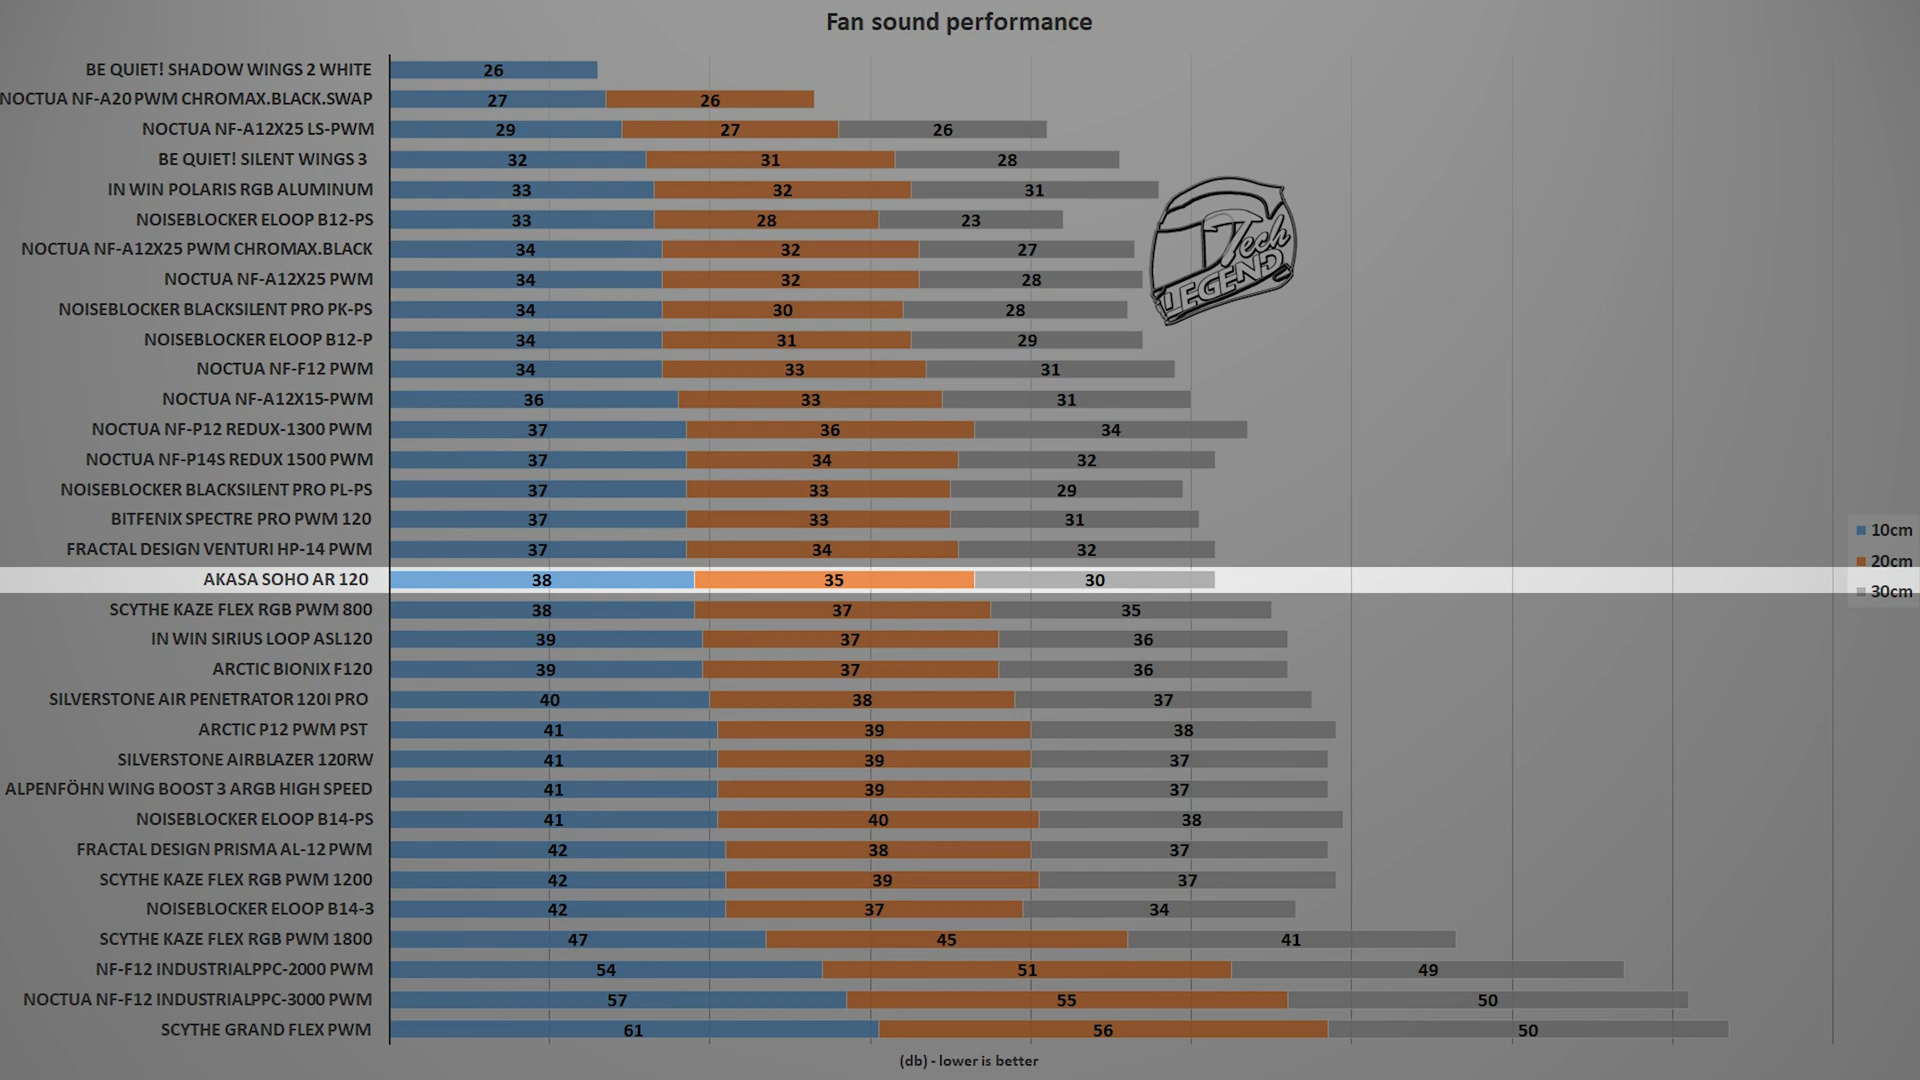 Fan sound performance
BE QUIET! SHADOW WINGS 2 WHITE 26
NOCTUA NF-A20 PWM CHROMAX.BLACK.SWAP 27 26
NOCTUA NF-A12X25 LS-PWM 29 27 26
BE QUIET! SILENT WINGS 3 32 31 28
IN WIN POLARIS RGB ALUMINUM 33 32 31
NOISEBLOCKER ELOOP B12-PS 33 28 23
NOCTUA NF-A12X25 PWM CHROMAX.BLACK 34 32 27
NOCTUA NF-A12X25 PWM 34 32 28
NOISEBLOCKER BLACKSILENT PRO PK-PS 34 30 28
NOISEBLOCKER ELOOP B12-P 34 31 29
NOCTUA NF-F12 PWM 34 33 31
NOCTUA NF-A12X15-PWM 36 33 31
NOCTUA NF-P12 REDUX-1300 PWM 37 36 34
NOCTUA NF-P14S REDUX 1500 PWM 37 34 32
NOISEBLOCKER BLACKSILENT PRO PL-PS 37 33 29
BITFENIX SPECTRE PRO PWM 120 37 33 31
FRACTAL DESIGN VENTURI HP-14 PWM 37 34 32
AKASA SOHO AR 120 38 35 30
SCYTHE KAZE FLEX RGB PWM 800 38 37 35
IN WIN SIRIUS LOOP ASL120 39 37 36
ARCTIC BIONIX F120 39 37 36
SILVERSTONE AIR PENETRATOR 120I PRO 40 38 37
ARCTIC P12 PWM PST 41 39 38
SILVERSTONE AIRBLAZER 120RW 41 39 37
ALPENFÖHN WING BOOST 3 ARGB HIGH SPEED 41 39 37
NOISEBLOCKER ELOOP B14-PS 41 40 38
FRACTAL DESIGN PRISMA AL-12 PWM 42 38 37
SCYTHE KAZE FLEX RGB PWM 1200 42 39 37
NOISEBLOCKER ELOOP B14-3 42 37 34
SCYTHE KAZE FLEX RGB PWM 1800 47 45 41
NF-F12 INDUSTRIALPPC-2000 PWM 54 51 49
NOCTUA NF-F12 INDUSTRIALPPC-3000 PWM 57 55 50
SCYTHE GRAND FLEX PWM 61 56 50
(db) - lower is better
10cm
20cm
30cm
Tech
LEGEND